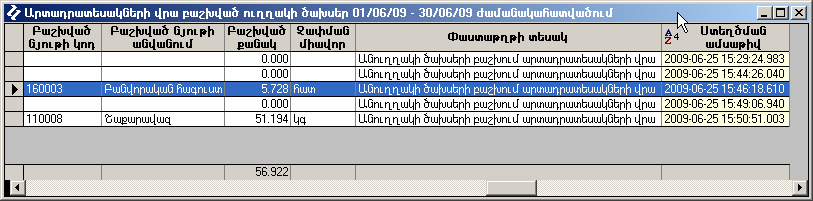 Արտադրատեսակների վրա բաշխված ուղղակի ծախսեր 01/06/09 - 30/06/09 ժամանակահատվածում
Բաշխված նյութի կոդ Բաշխված նյութի անվանում Բաշխված քանակ Չափման միավոր Փաստաթղթի տեսակ AZ 4 Ստեղծման ամսաթիվ
0.000 Անուղղակի ծախսերի բաշխում արտադրատեսակների վրա 2009-06-25 15:29:24.983
0.000 Անուղղակի ծախսերի բաշխում արտադրատեսակների վրա 2009-06-25 15:44:26.040
160003 Բանվորական հագուստ 5.728 հատ Անուղղակի ծախսերի բաշխում արտադրատեսակների վրա 2009-06-25 15:46:18.610
0.000 Անուղղակի ծախսերի բաշխում արտադրատեսակների վրա 2009-06-25 15:49:06.940
110008 Շաքարավազ 51.194 կգ Անուղղակի ծախսերի բաշխում արտադրատեսակների վրա 2009-06-25 15:50:51.003
56.922